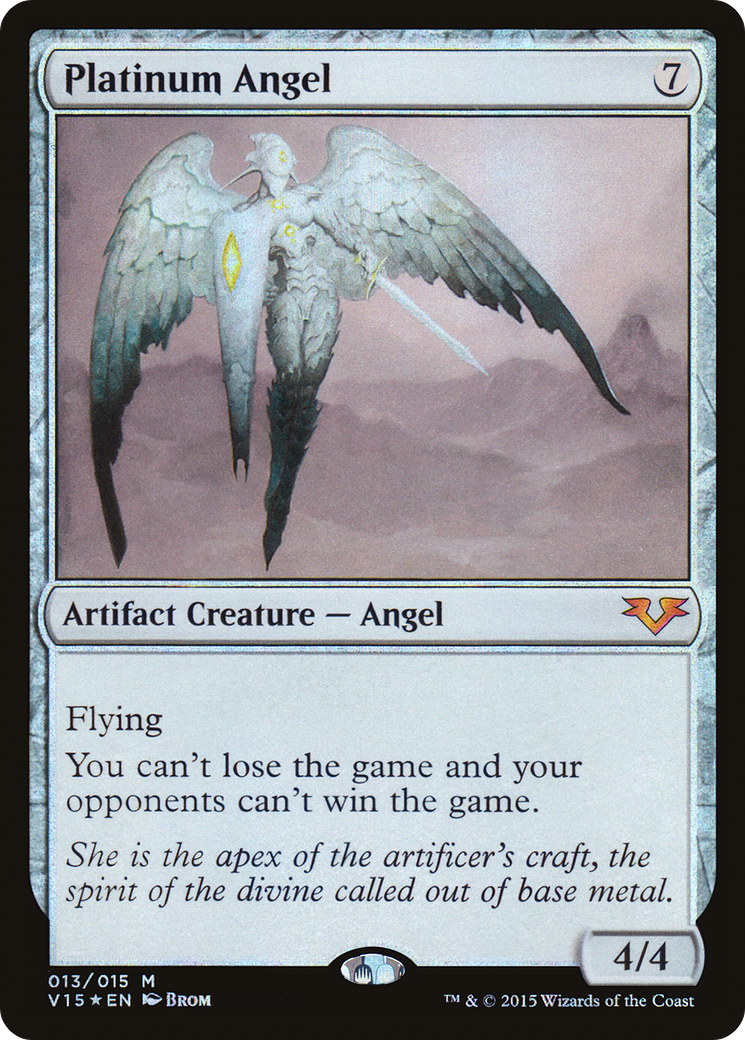 Platinum Angel 7
Artifact Creature — Angel
Flying
You can't lose the game and your
opponents can't win the game.
She is the apex of the artificer's craft, the
spirit of the divine called out of base metal.
4/4
013/015 M
V15★EN Brom
™ & © 2015 Wizards of the Coast